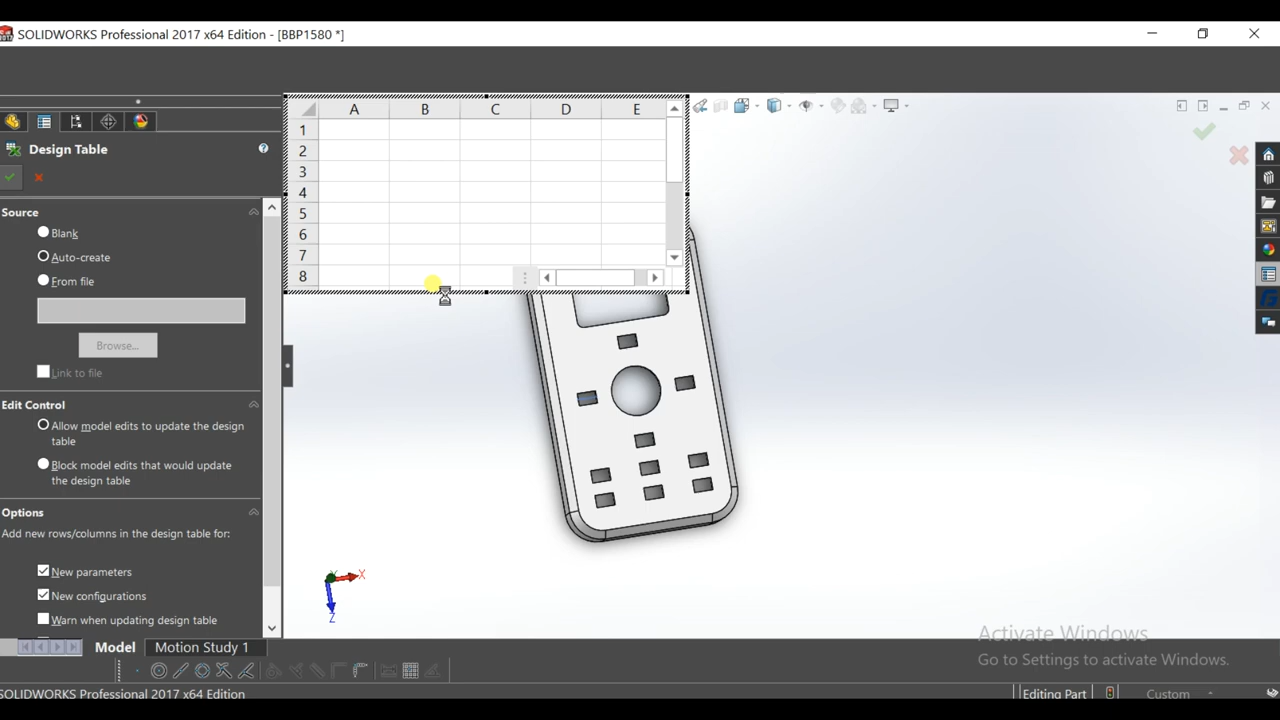 SOLIDWORKS Professional 2017 x64 Edition - [BBP1580 *]
A B C D E
1
2
3
4
5
6
7
8
Design Table
Source
Blank
Auto-create
From file
Browse...
Link to file
Edit Control
Allow model edits to update the design
table
Block model edits that would update
the design table
Options
Add new rows/columns in the design table for:
New parameters
New configurations
Warn when updating design table
X
Z
Activate Windows
Go to Settings to activate Windows.
Model Motion Study 1
SOLIDWORKS Professional 2017 x64 Edition
Editing Part
Custom